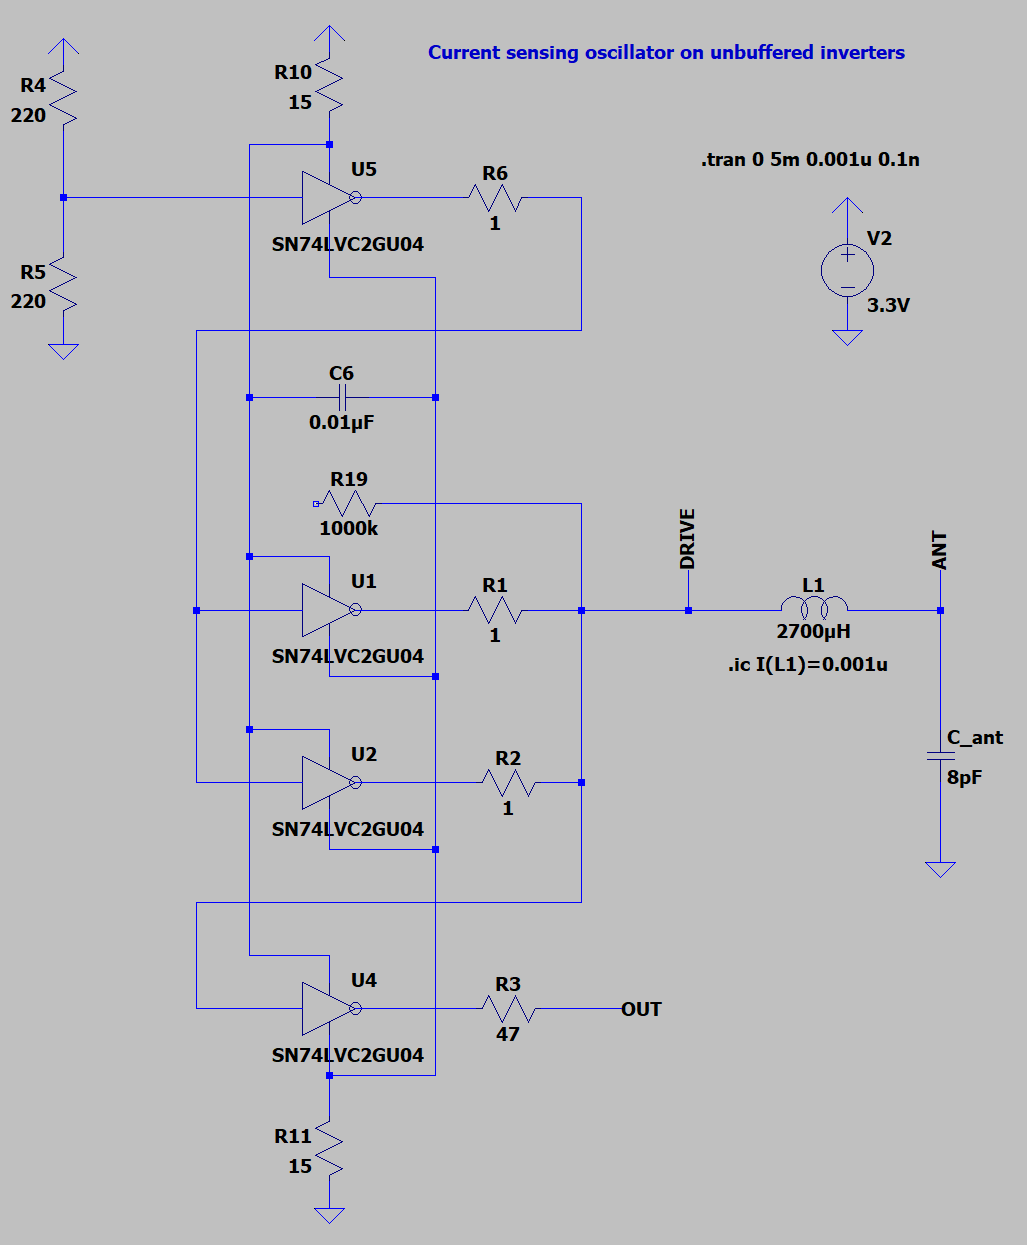 Current sensing oscillator on unbuffered inverters
R4
220
R10
15
.tran 0 5m 0.001u 0.1n
U5
R6
1
SN74LVC2GU04
V2
3.3V
R5
220
C6
0.01µF
R19
1000k
DRIVE
ANT
U1
R1
1
L1
2700µH
SN74LVC2GU04
.ic I(L1)=0.001u
U2
R2
1
C_ant
8pF
SN74LVC2GU04
U4
R3
47
OUT
SN74LVC2GU04
R11
15